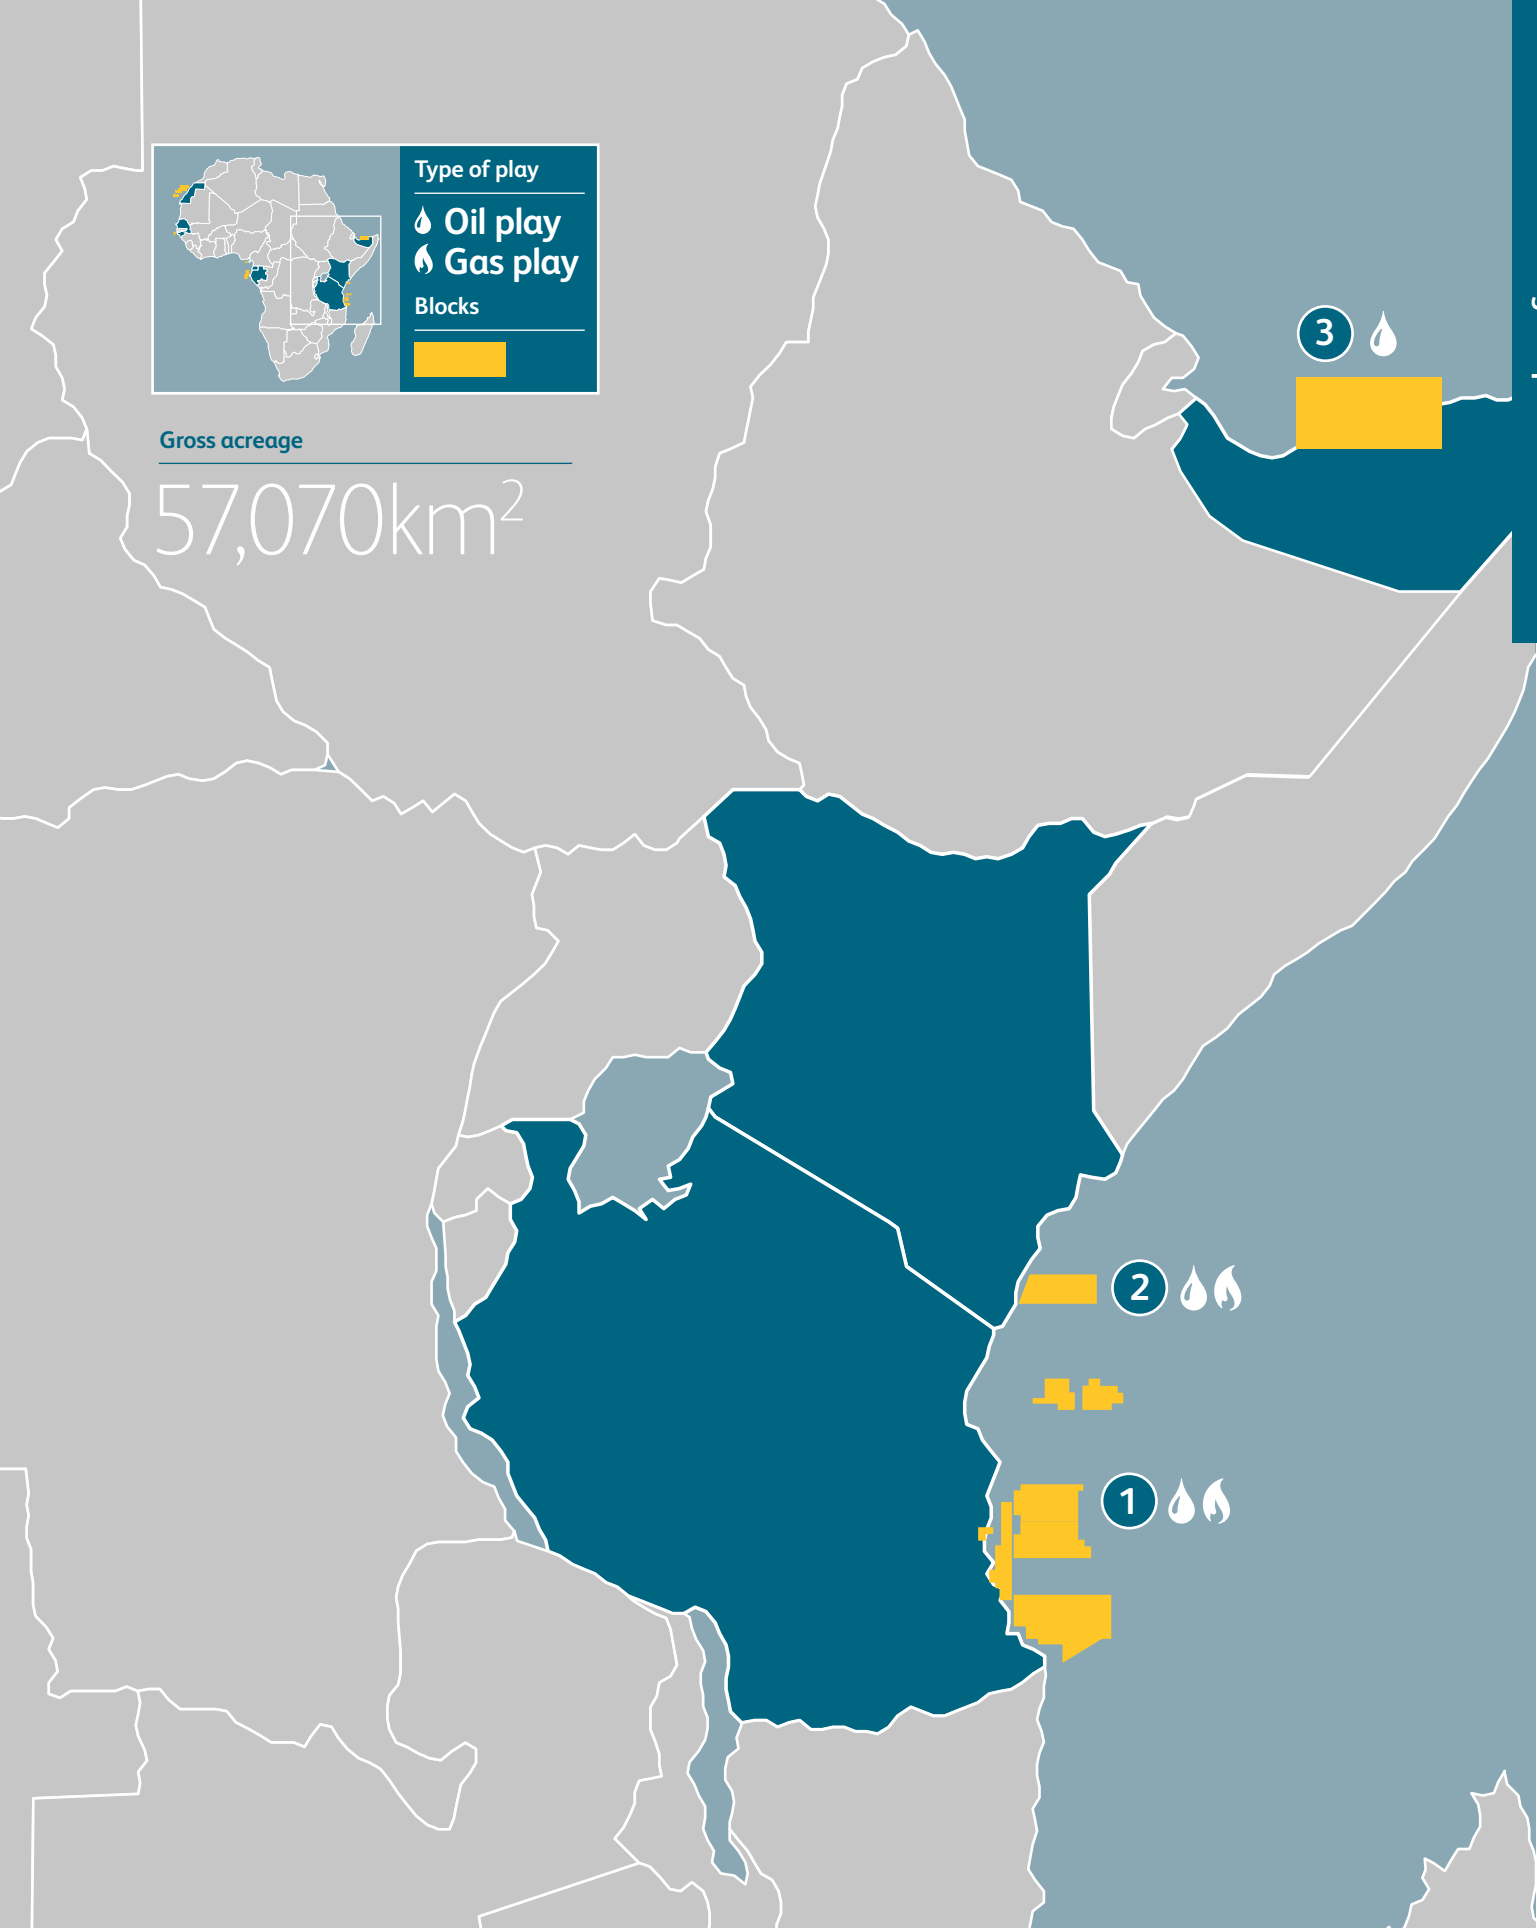 Type of play
Oil play
Gas play
Blocks
Gross acreage
57,070km²
3
2
1